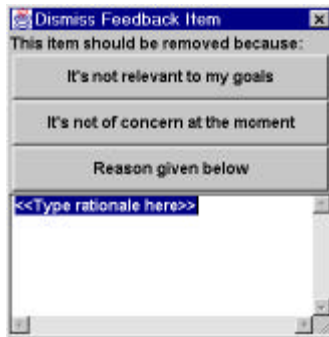 Dismiss Feedback Item
This item should be removed because:
It's not relevant to my goals
It's not of concern at the moment
Reason given below
<<Type rationale here>>